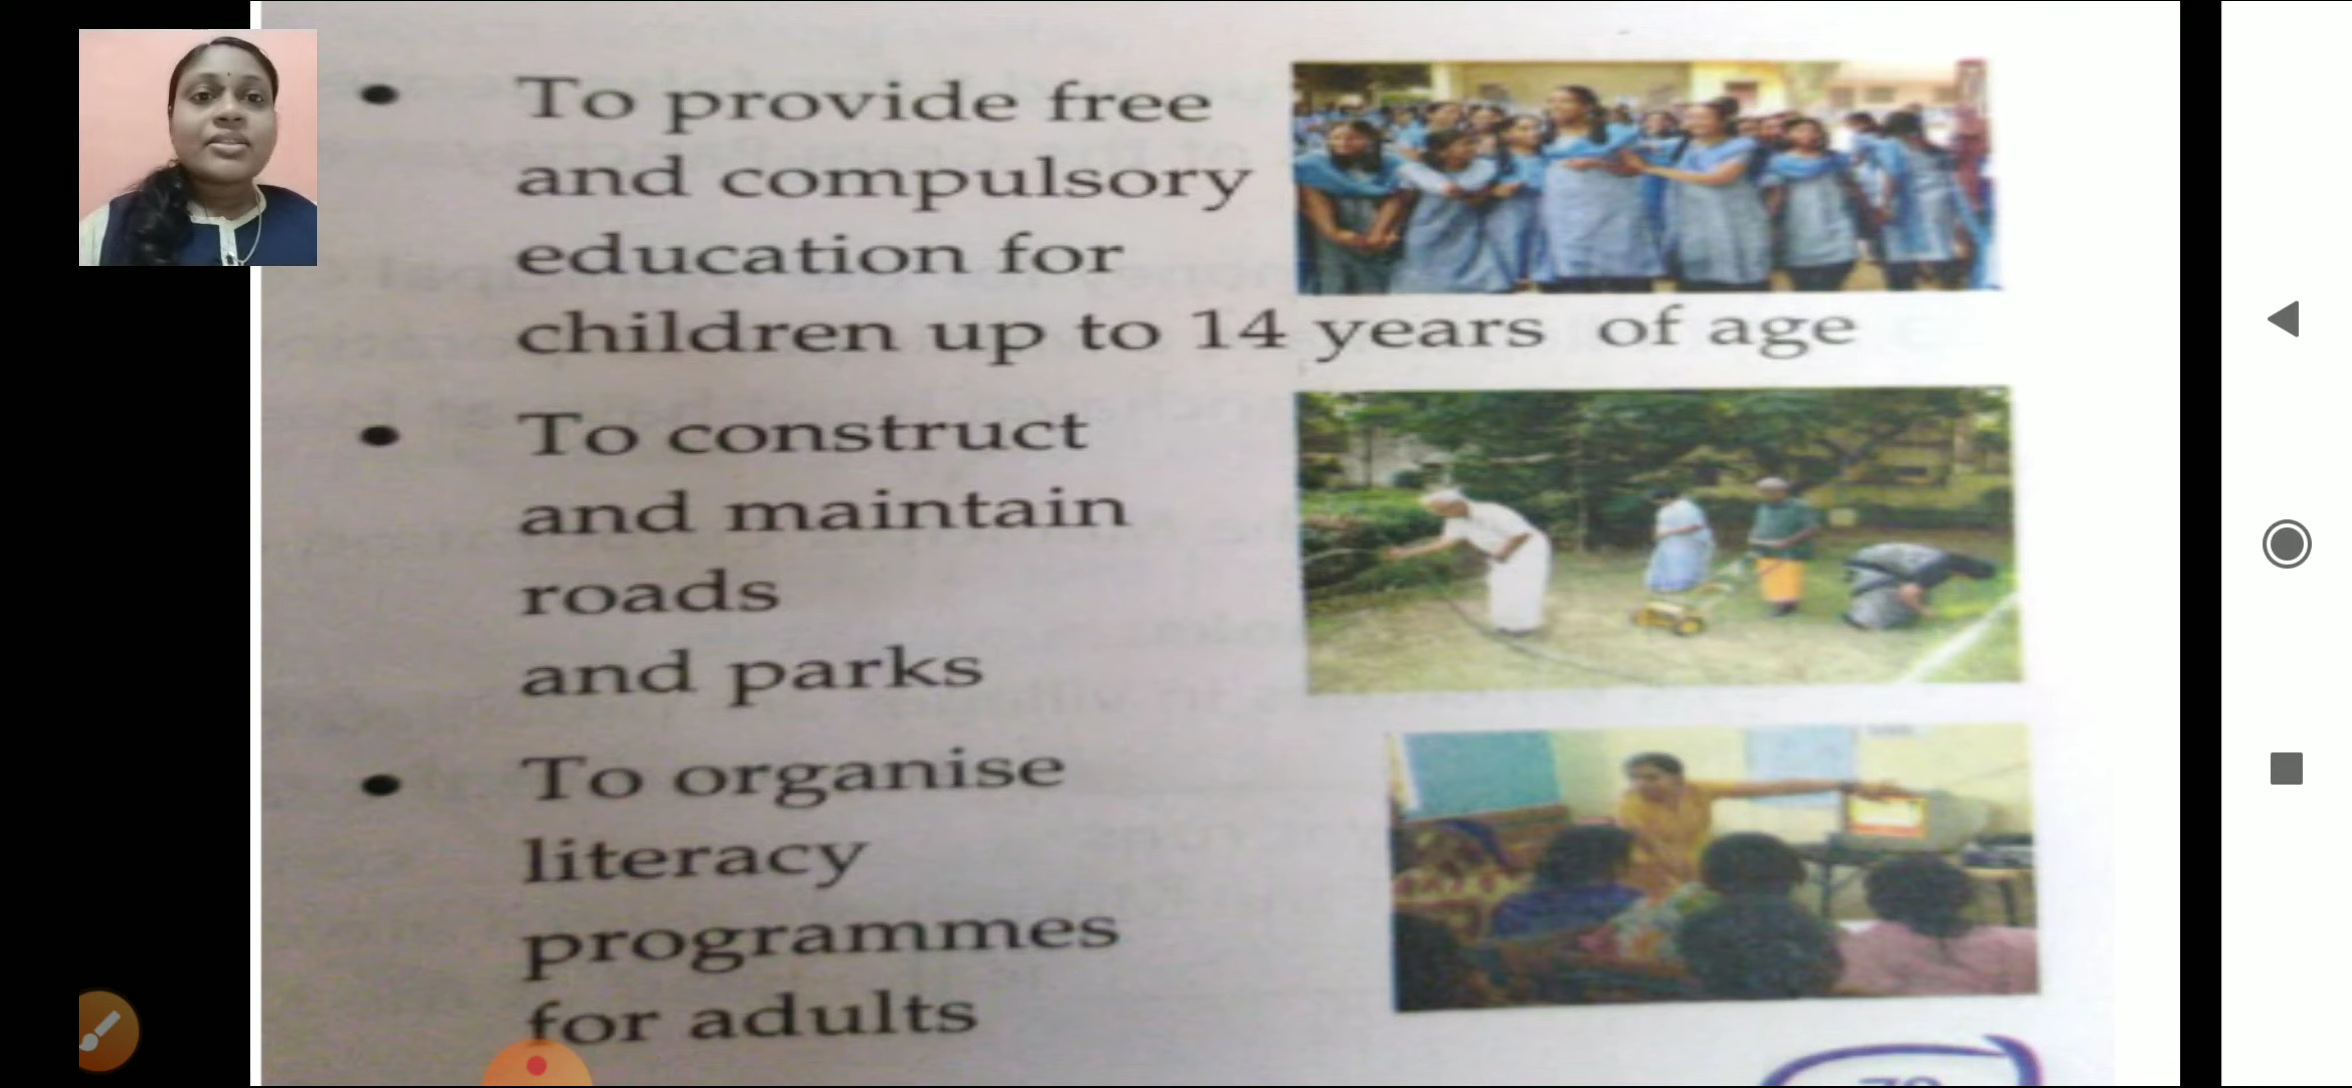 • To provide free
and compulsory
education for
children up to 14 years of age
• To construct
and maintain
roads
and parks
• To organise
literacy
programmes
for adults